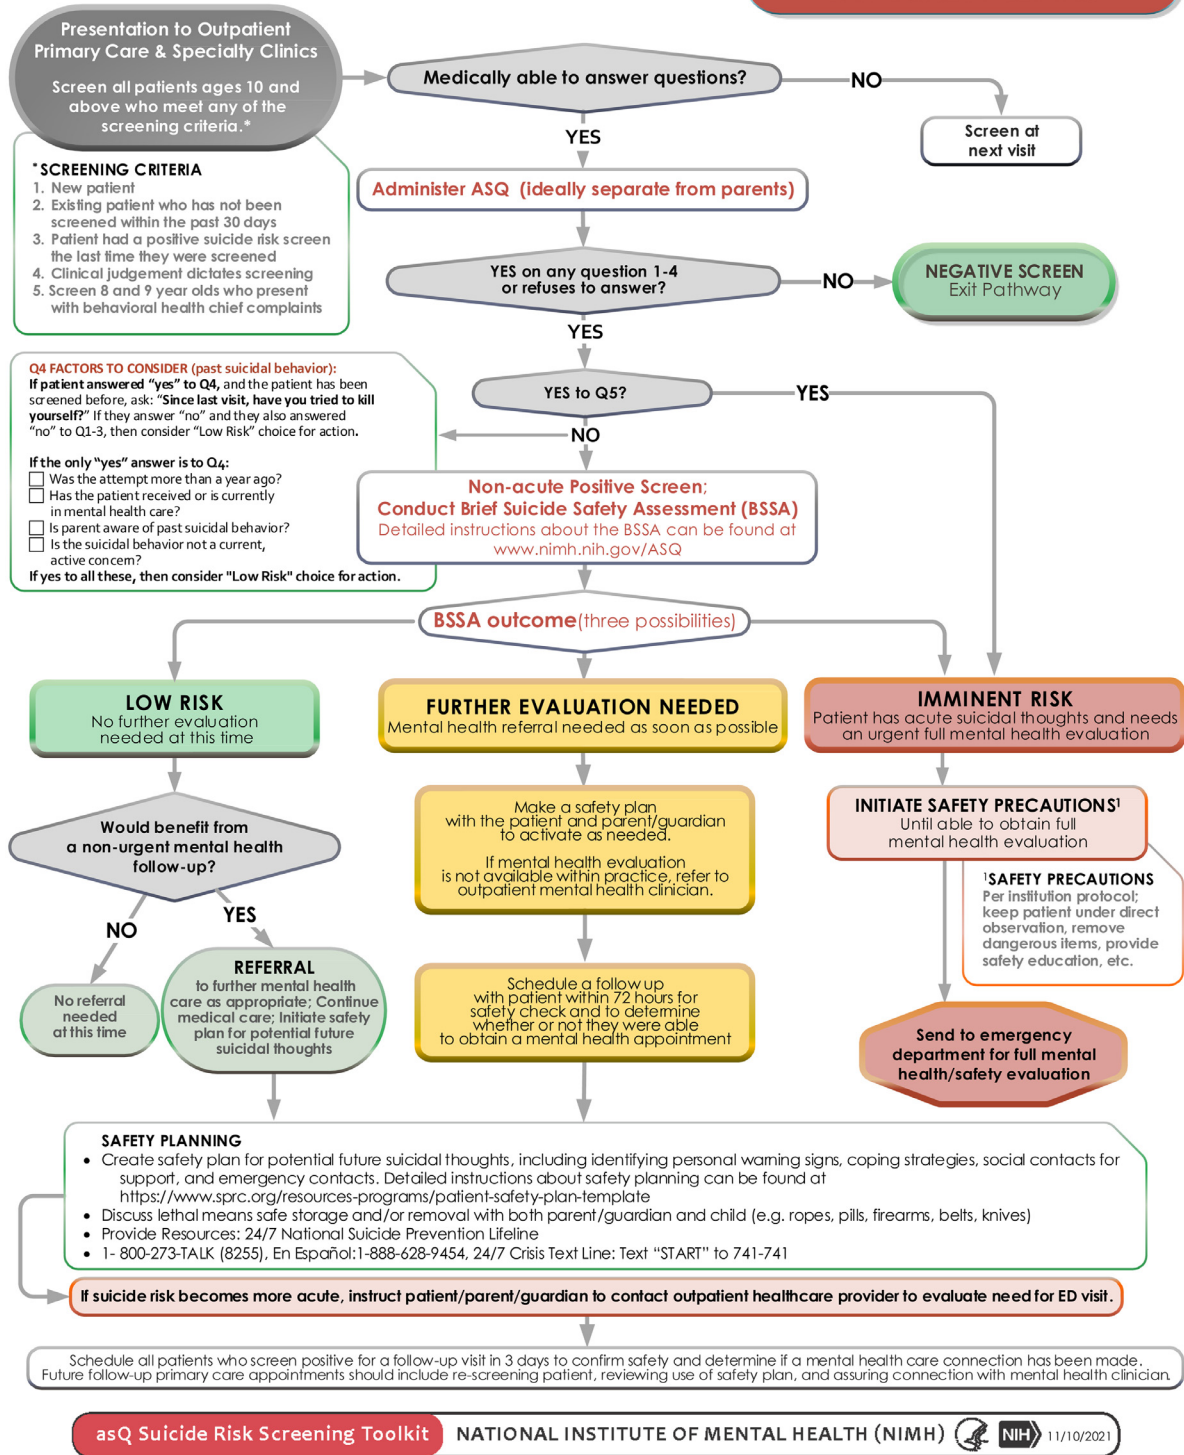 Presentation to Outpatient
Primary Care & Specialty Clinics
Screen all patients ages 10 and
above who meet any of the
screening criteria.*
Medically able to answer questions?
NO
Screen at
next visit
YES
*SCREENING CRITERIA
1. New patient
2. Existing patient who has not been
screened within the past 30 days
3. Patient had a positive suicide risk screen
the last time they were screened
4. Clinical judgement dictates screening
5. Screen 8 and 9 year olds who present
with behavioral health chief complaints
Administer ASQ (ideally separate from parents)
YES on any question 1-4
or refuses to answer?
NO
NEGATIVE SCREEN
Exit Pathway
YES
Q4 FACTORS TO CONSIDER (past suicidal behavior):
If patient answered “yes” to Q4, and the patient has been
screened before, ask: “Since last visit, have you tried to kill
yourself?” If they answer “no” and they also answered
“no” to Q1-3, then consider “Low Risk” choice for action.
If the only “yes” answer is to Q4:
Was the attempt more than a year ago?
Has the patient received or is currently
in mental health care?
Is parent aware of past suicidal behavior?
Is the suicidal behavior not a current,
active concern?
If yes to all these, then consider "Low Risk" choice for action.
YES to Q5?
YES
NO
Non-acute Positive Screen;
Conduct Brief Suicide Safety Assessment (BSSA)
Detailed instructions about the BSSA can be found at
www.nimh.nih.gov/ASQ
BSSA outcome(three possibilities)
LOW RISK
No further evaluation
needed at this time
FURTHER EVALUATION NEEDED
Mental health referral needed as soon as possible
IMMINENT RISK
Patient has acute suicidal thoughts and needs
an urgent full mental health evaluation
Would benefit from
a non-urgent mental health
follow-up?
NO
YES
No referral
needed
at this time
REFERRAL
to further mental health
care as appropriate; Continue
medical care; Initiate safety
plan for potential future
suicidal thoughts
Make a safety plan
with the patient and parent/guardian
to activate as needed.
If mental health evaluation
is not available within practice, refer to
outpatient mental health clinician.
Schedule a follow up
with patient within 72 hours for
safety check and to determine
whether or not they were able
to obtain a mental health appointment
INITIATE SAFETY PRECAUTIONS¹
Until able to obtain full
mental health evaluation
¹SAFETY PRECAUTIONS
Per institution protocol;
keep patient under direct
observation, remove
dangerous items, provide
safety education, etc.
Send to emergency
department for full mental
health/safety evaluation
SAFETY PLANNING
• Create safety plan for potential future suicidal thoughts, including identifying personal warning signs, coping strategies, social contacts for
support, and emergency contacts. Detailed instructions about safety planning can be found at
https://www.sprc.org/resources-programs/patient-safety-plan-template
• Discuss lethal means safe storage and/or removal with both parent/guardian and child (e.g. ropes, pills, firearms, belts, knives)
• Provide Resources: 24/7 National Suicide Prevention Lifeline
• 1- 800-273-TALK (8255), En Español:1-888-628-9454, 24/7 Crisis Text Line: Text “START” to 741-741
If suicide risk becomes more acute, instruct patient/parent/guardian to contact outpatient healthcare provider to evaluate need for ED visit.
Schedule all patients who screen positive for a follow-up visit in 3 days to confirm safety and determine if a mental health care connection has been made.
Future follow-up primary care appointments should include re-screening patient, reviewing use of safety plan, and assuring connection with mental health clinician.
asQ Suicide Risk Screening Toolkit NATIONAL INSTITUTE OF MENTAL HEALTH (NIMH) NIH 11/10/2021